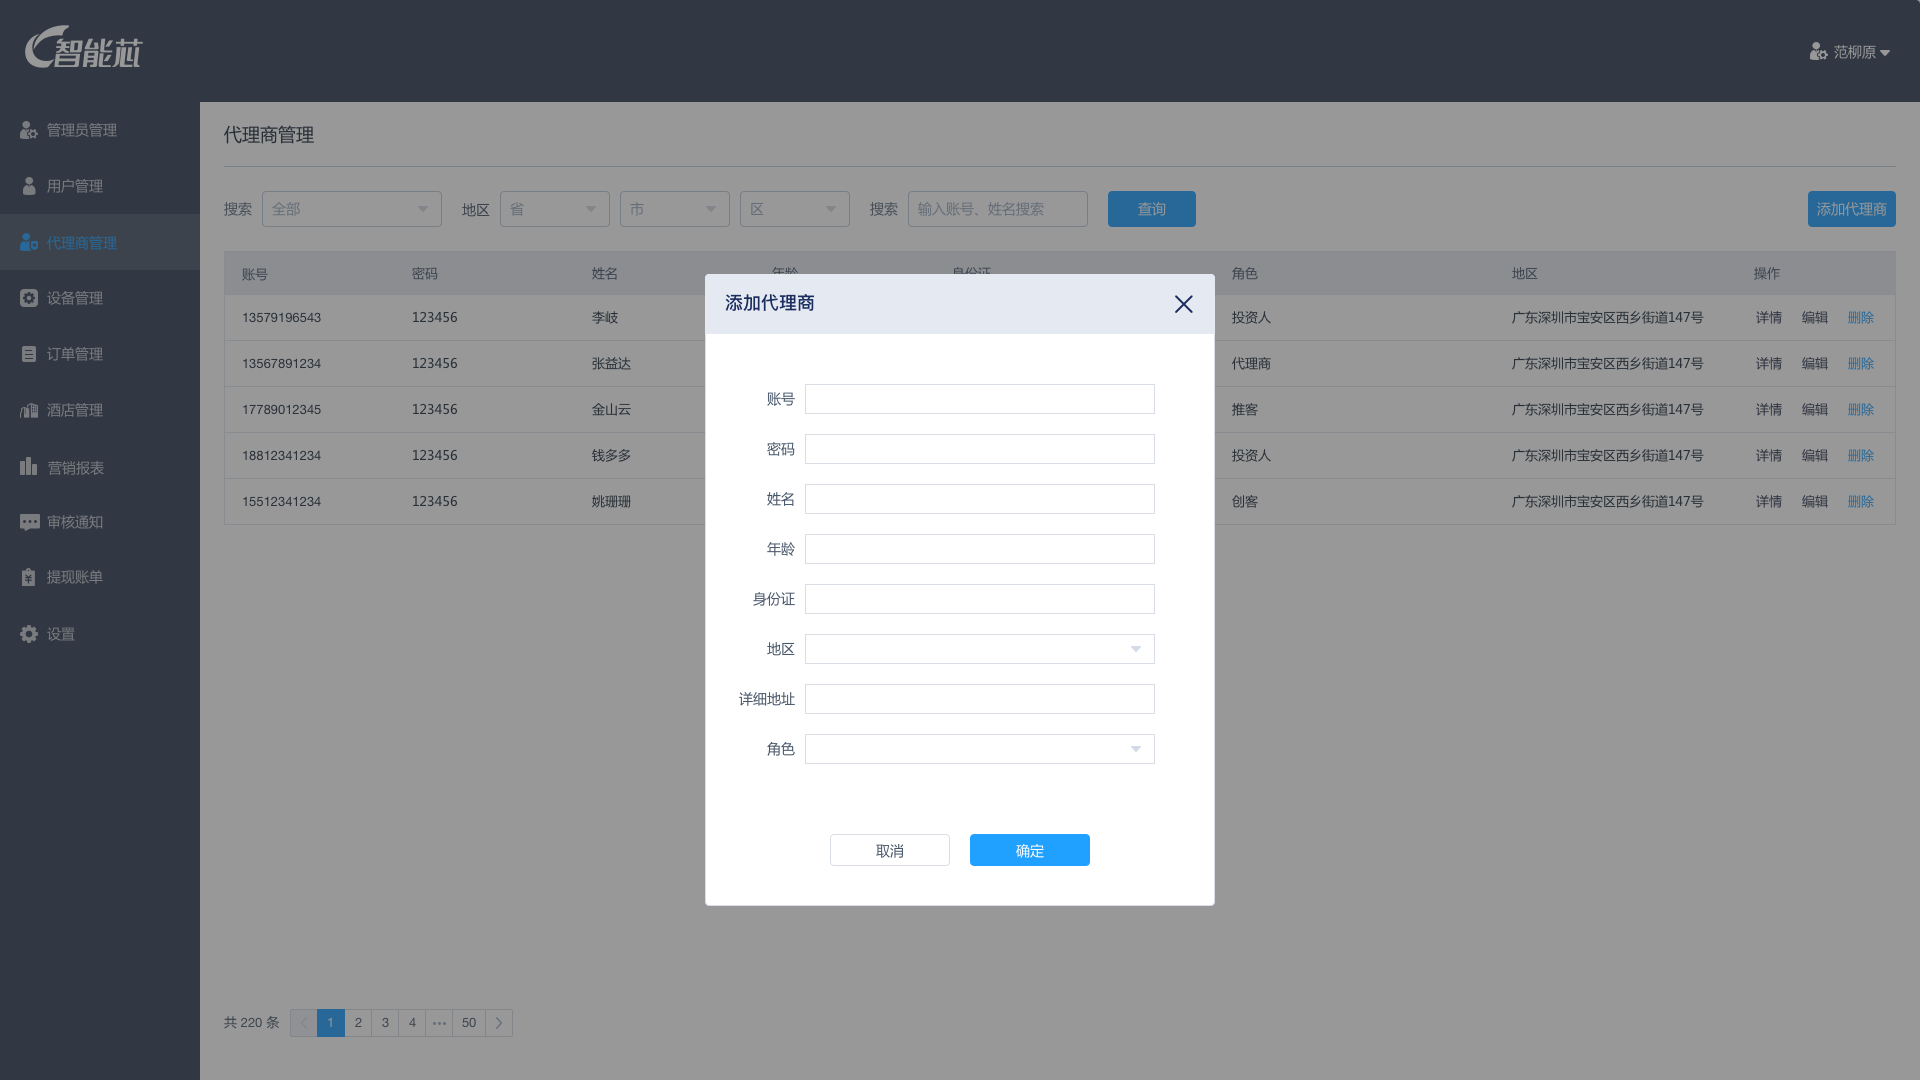 智能芯
范柳原
管理员管理
用户管理
代理商管理
设备管理
订单管理
酒店管理
营销报表
审核通知
提现账单
设置
代理商管理
搜索 全部 地区 省 市 区 搜索 输入账号、姓名搜索 查询 添加代理商
账号 密码 姓名 年龄 身份证 角色 地区 操作
13579196543 123456 李岐 投资人 广东深圳市宝安区西乡街道147号 详情 编辑 删除
13567891234 123456 张益达 代理商 广东深圳市宝安区西乡街道147号 详情 编辑 删除
17789012345 123456 金山云 推客 广东深圳市宝安区西乡街道147号 详情 编辑 删除
18812341234 123456 钱多多 投资人 广东深圳市宝安区西乡街道147号 详情 编辑 删除
15512341234 123456 姚珊珊 创客 广东深圳市宝安区西乡街道147号 详情 编辑 删除
添加代理商
账号
密码
姓名
年龄
身份证
地区
详细地址
角色
取消 确定
共 220 条 1 2 3 4 ••• 50